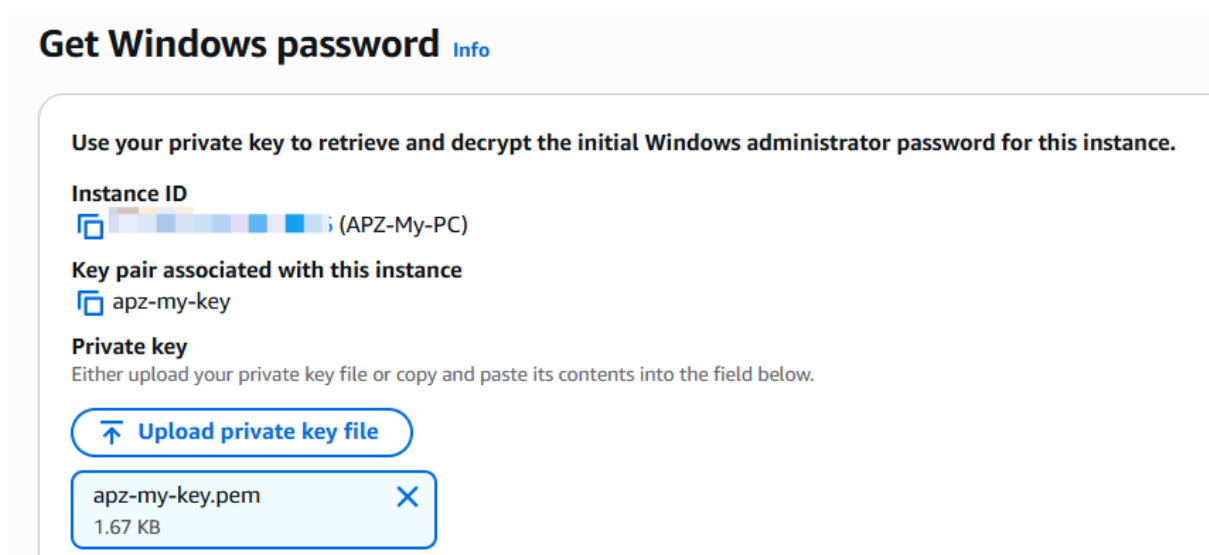 Get Windows password Info
Use your private key to retrieve and decrypt the initial Windows administrator password for this instance.
Instance ID
(APZ-My-PC)
Key pair associated with this instance
apz-my-key
Private key
Either upload your private key file or copy and paste its contents into the field below.
Upload private key file
apz-my-key.pem
1.67 KB